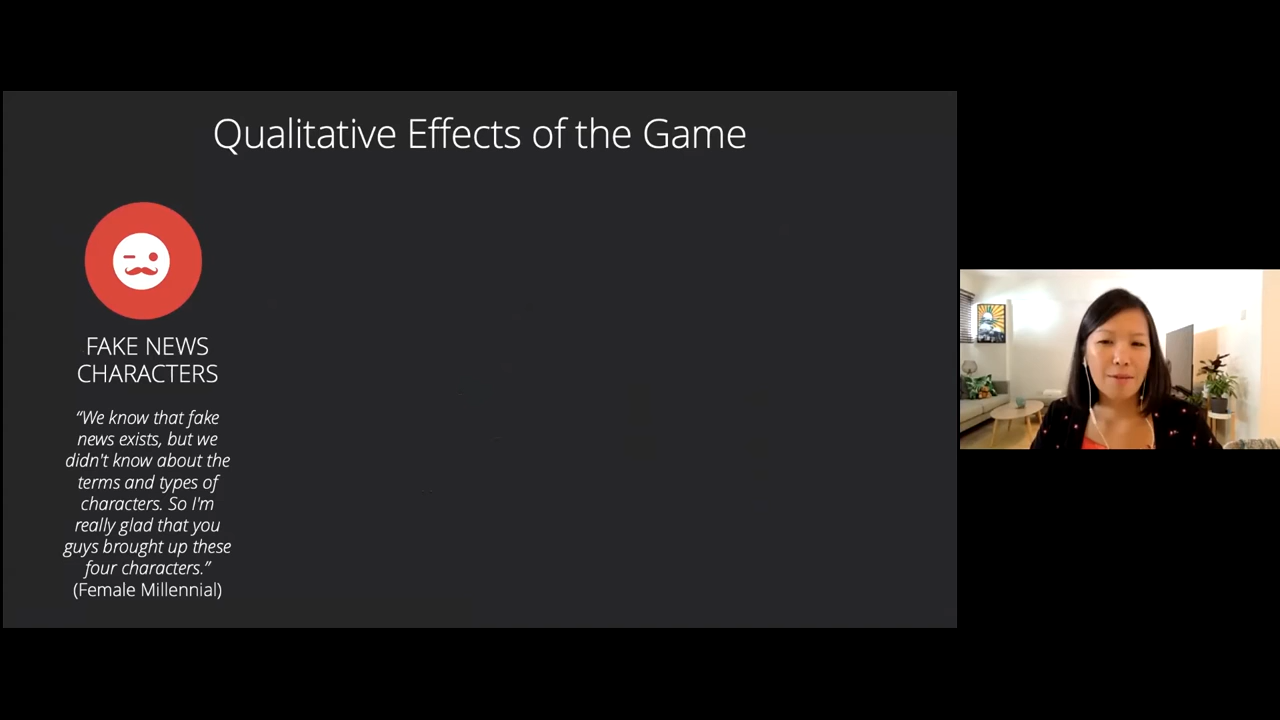 Qualitative Effects of the Game
FAKE NEWS
CHARACTERS
“We know that fake
news exists, but we
didn't know about the
terms and types of
characters. So I'm
really glad that you
guys brought up these
four characters.”
(Female Millennial)